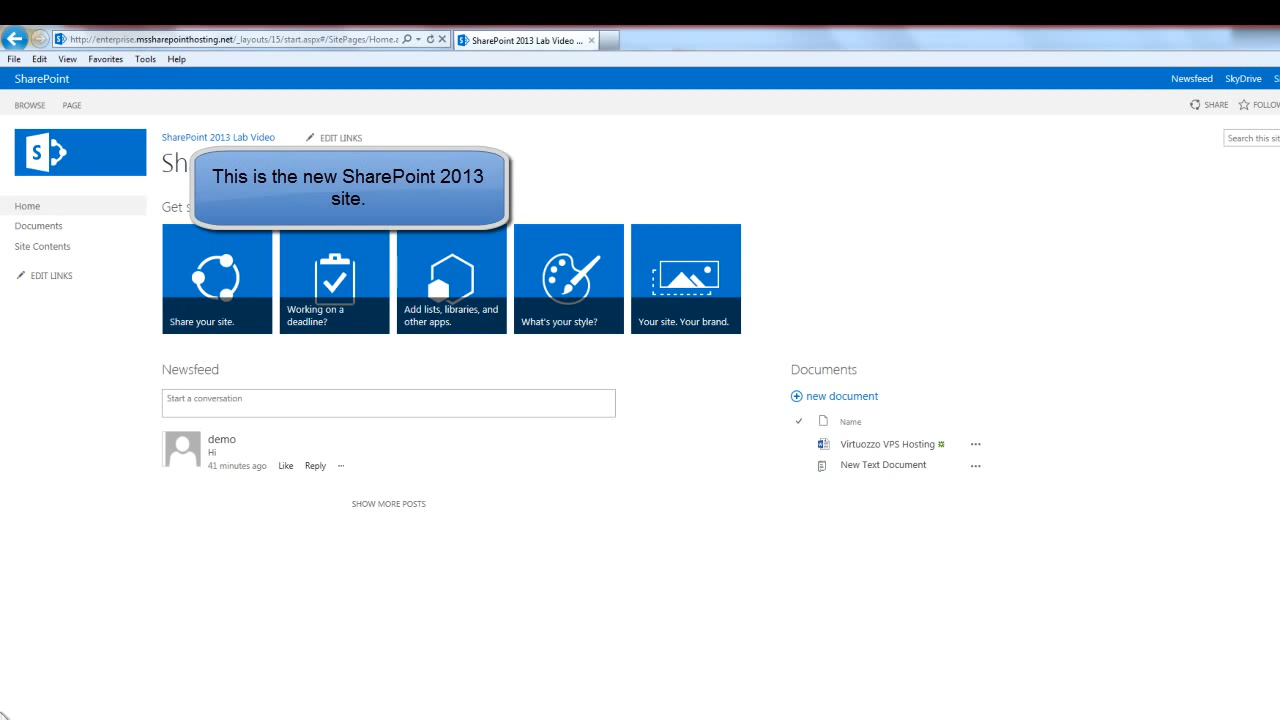 http://enterprise.mssharepointhosting.net/_layouts/15/start.aspx#/SitePages/Home.a
SharePoint 2013 Lab Video ...
File Edit View Favorites Tools Help
SharePoint
Newsfeed SkyDrive S
BROWSE PAGE
SHARE FOLLOW
S
SharePoint 2013 Lab Video
EDIT LINKS
Search this sit
Sh
This is the new SharePoint 2013
site.
Get s
Home
Documents
Site Contents
EDIT LINKS
Share your site.
Working on a
deadline?
Add lists, libraries, and
other apps.
What's your style?
Your site. Your brand.
Newsfeed
Start a conversation
demo
Hi
41 minutes ago Like Reply ...
SHOW MORE POSTS
Documents
new document
Name
Virtuozzo VPS Hosting ...
New Text Document ...